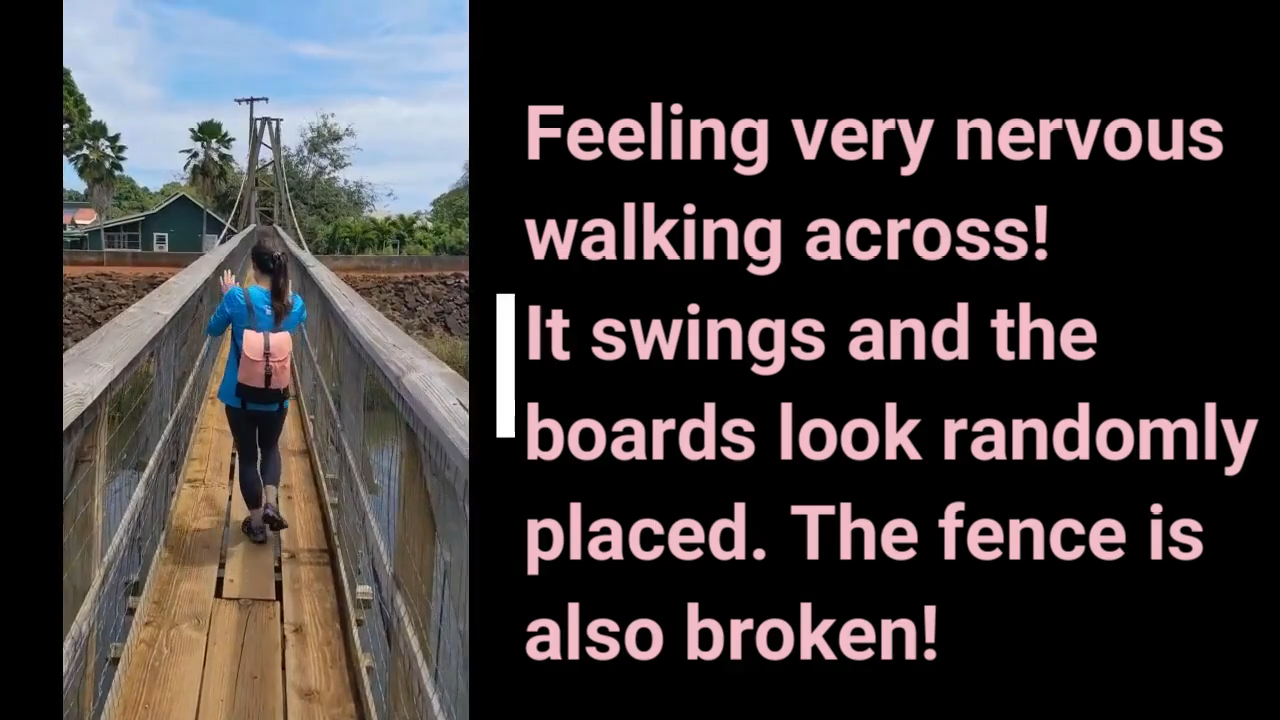 Feeling very nervous
walking across!
It swings and the
boards look randomly
placed. The fence is
also broken!